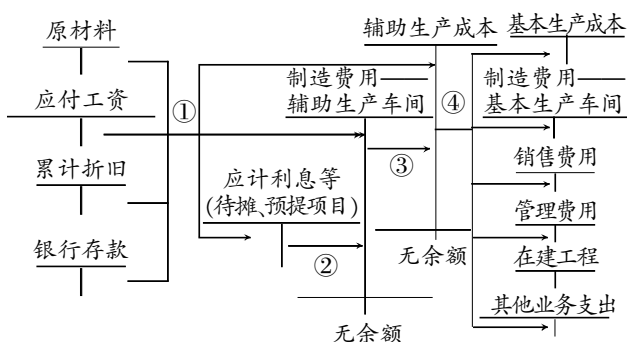 原材料
应付工资
累计折旧
银行存款
①
辅助生产成本
制造费用——
辅助生产车间
③
应计利息等
(待摊、预提项目)
②
无余额
④
无余额
基本生产成本
制造费用——
基本生产车间
销售费用
管理费用
在建工程
其他业务支出